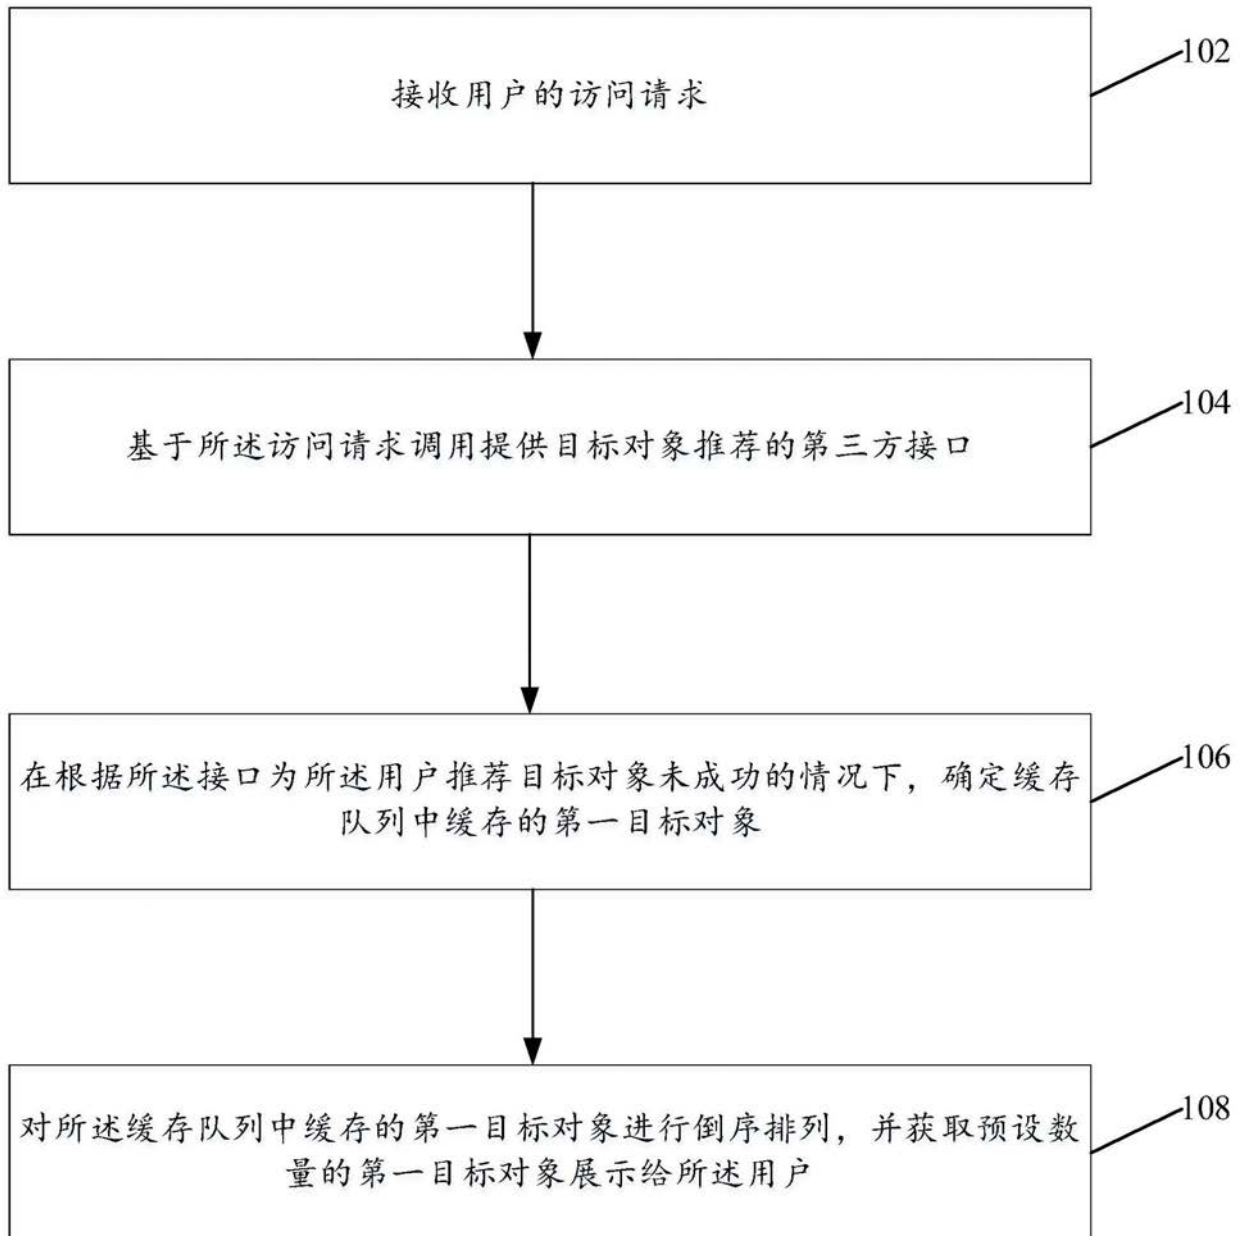 接收用户的访问请求
102
基于所述访问请求调用提供目标对象推荐的第三方接口
104
在根据所述接口为所述用户推荐目标对象未成功的情况下，确定缓存
队列中缓存的第一目标对象
106
对所述缓存队列中缓存的第一目标对象进行倒序排列，并获取预设数
量的第一目标对象展示给所述用户
108